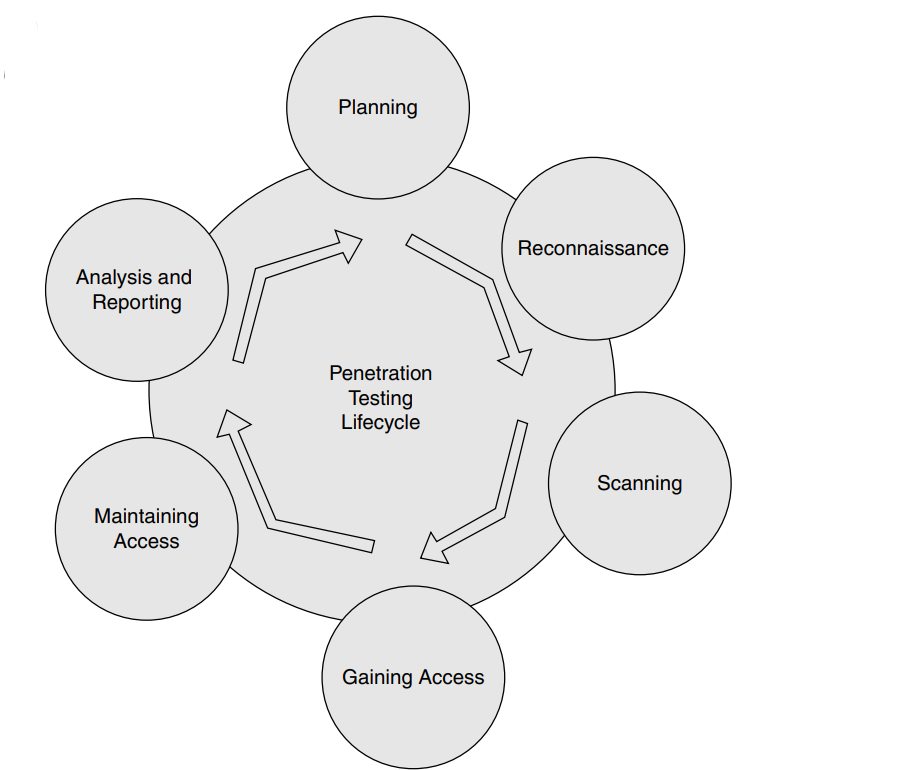 Planning
Reconnaissance
Analysis and
Reporting
Penetration
Testing
Lifecycle
Scanning
Maintaining
Access
Gaining Access